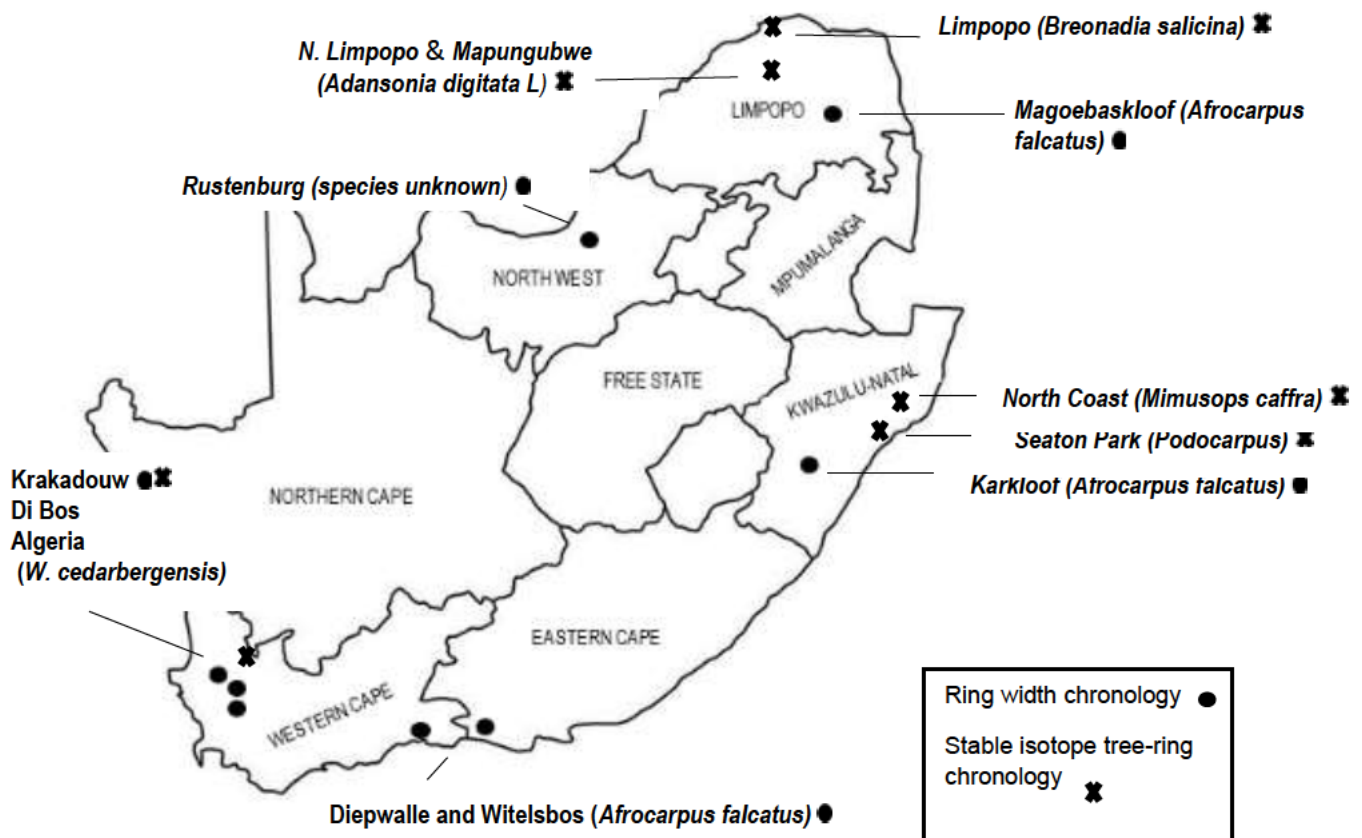 Limpopo (Breonadia salicina)
N. Limpopo & Mapungubwe
(Adansonia digitata L)
LIMPOPO
Magoebaskloof (Afrocarpus
falcatus)
Rustenburg (species unknown)
MPUMALANGA
NORTH WEST
FREE STATE
KWAZULU-NATAL
North Coast (Mimusops caffra)
Seaton Park (Podocarpus)
Karkloof (Afrocarpus falcatus)
Krakadouw
Di Bos
Algeria
(W. cedarbergensis)
NORTHERN CAPE
EASTERN CAPE
WESTERN CAPE
Diepwalle and Witelsbos (Afrocarpus falcatus)
Ring width chronology
Stable isotope tree-ring
chronology